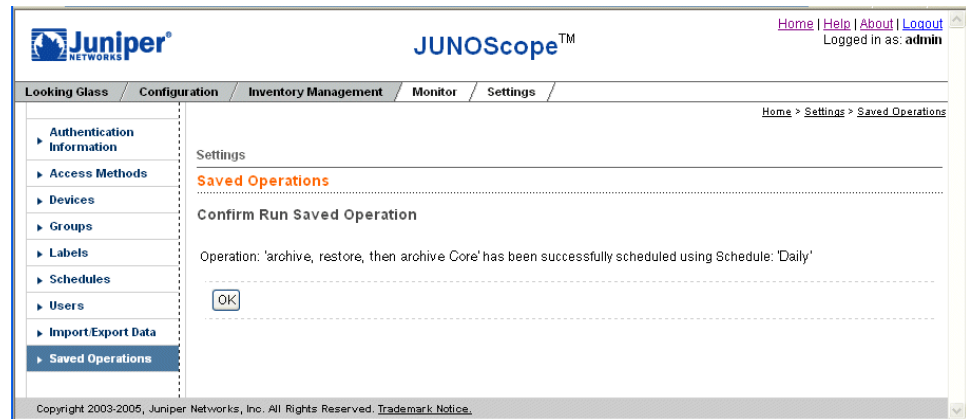 Juniper®
NETWORKS
JUNOScope™
Home | Help | About | Logout
Logged in as: admin
Looking Glass / Configuration / Inventory Management / Monitor / Settings /
Home > Settings > Saved Operations
Authentication
Information
Access Methods
Devices
Groups
Labels
Schedules
Users
Import/Export Data
Saved Operations
Settings
Saved Operations
Confirm Run Saved Operation
Operation: 'archive, restore, then archive Core' has been successfully scheduled using Schedule: 'Daily'
OK
Copyright 2003-2005, Juniper Networks, Inc. All Rights Reserved. Trademark Notice.